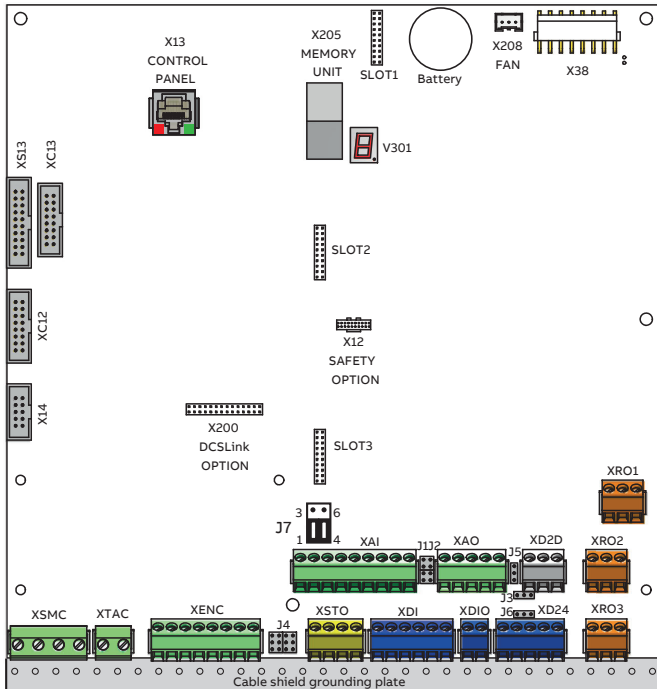 X13
CONTROL
PANEL
X205
MEMORY
UNIT
SLOT1
Battery
X208
FAN
X38
V301
XS13
XC13
SLOT2
XC12
X12
SAFETY
OPTION
X14
X200
DCSLink
OPTION
SLOT3
XRO1
3 6
J7
1 4
XAI
J1J2
XAO
J5
XD2D
XRO2
J3
XSMC
XTAC
XENC
J4
XSTO
XDI
XDIO
J6
XD24
XRO3
Cable shield grounding plate